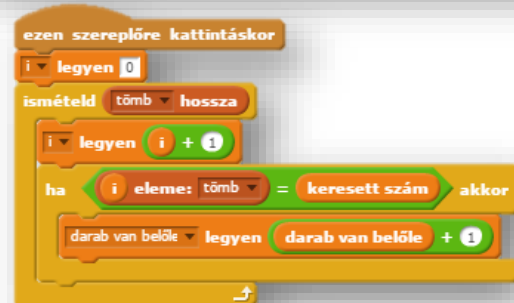 ezen szereplőre kattintáskor
i legyen 0
ismételd tömb hossza
i legyen i + 1
ha i eleme: tömb = keresett szám akkor
darab van belőle legyen darab van belőle + 1